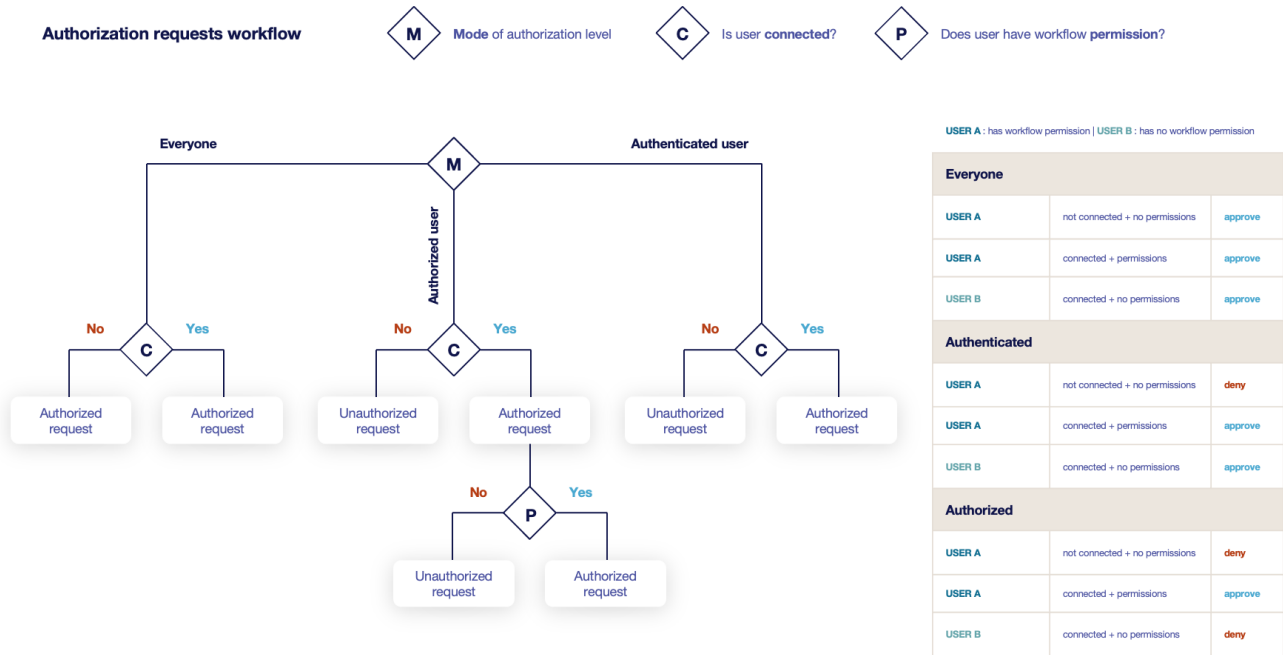 Authorization requests workflow
M
Mode of authorization level
C
Is user connected?
P
Does user have workflow permission?
Everyone
M
Authenticated user
Authorized user
No
C
Yes
Authorized
request
Authorized
request
No
C
Yes
Unauthorized
request
Authorized
request
No
P
Yes
Unauthorized
request
Authorized
request
No
C
Yes
Unauthorized
request
Authorized
request
USER A : has workflow permission | USER B : has no workflow permission
Everyone
USER A not connected + no permissions approve
USER A connected + permissions approve
USER B connected + no permissions approve
Authenticated
USER A not connected + no permissions deny
USER A connected + permissions approve
USER B connected + no permissions approve
Authorized
USER A not connected + no permissions deny
USER A connected + permissions approve
USER B connected + no permissions deny